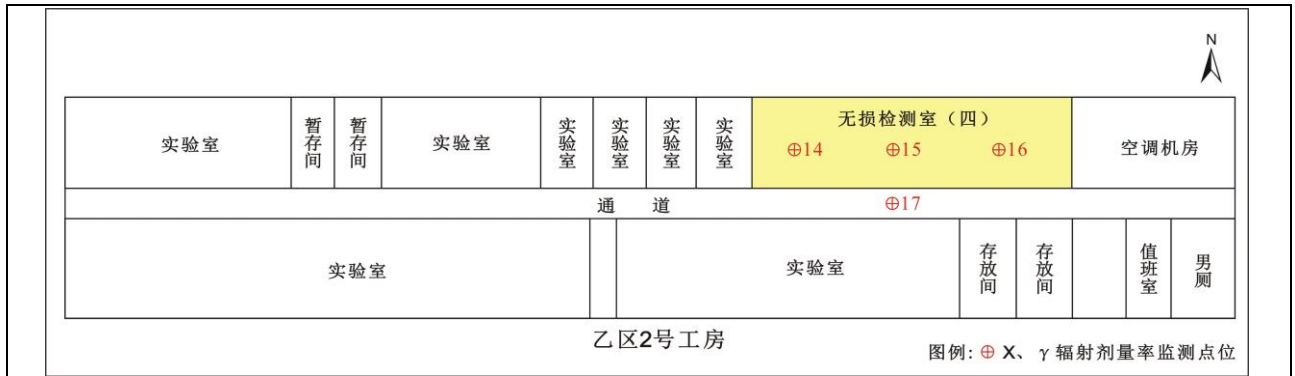 N
实验室
暂存间
暂存间
实验室
实验室
实验室
实验室
实验室
无损检测室（四）
⊕14 ⊕15 ⊕16
空调机房
通 道
⊕17
实验室
实验室
存放间
存放间
值班室
男厕
乙区2号工房
图例: ⊕ X、γ辐射剂量率监测点位